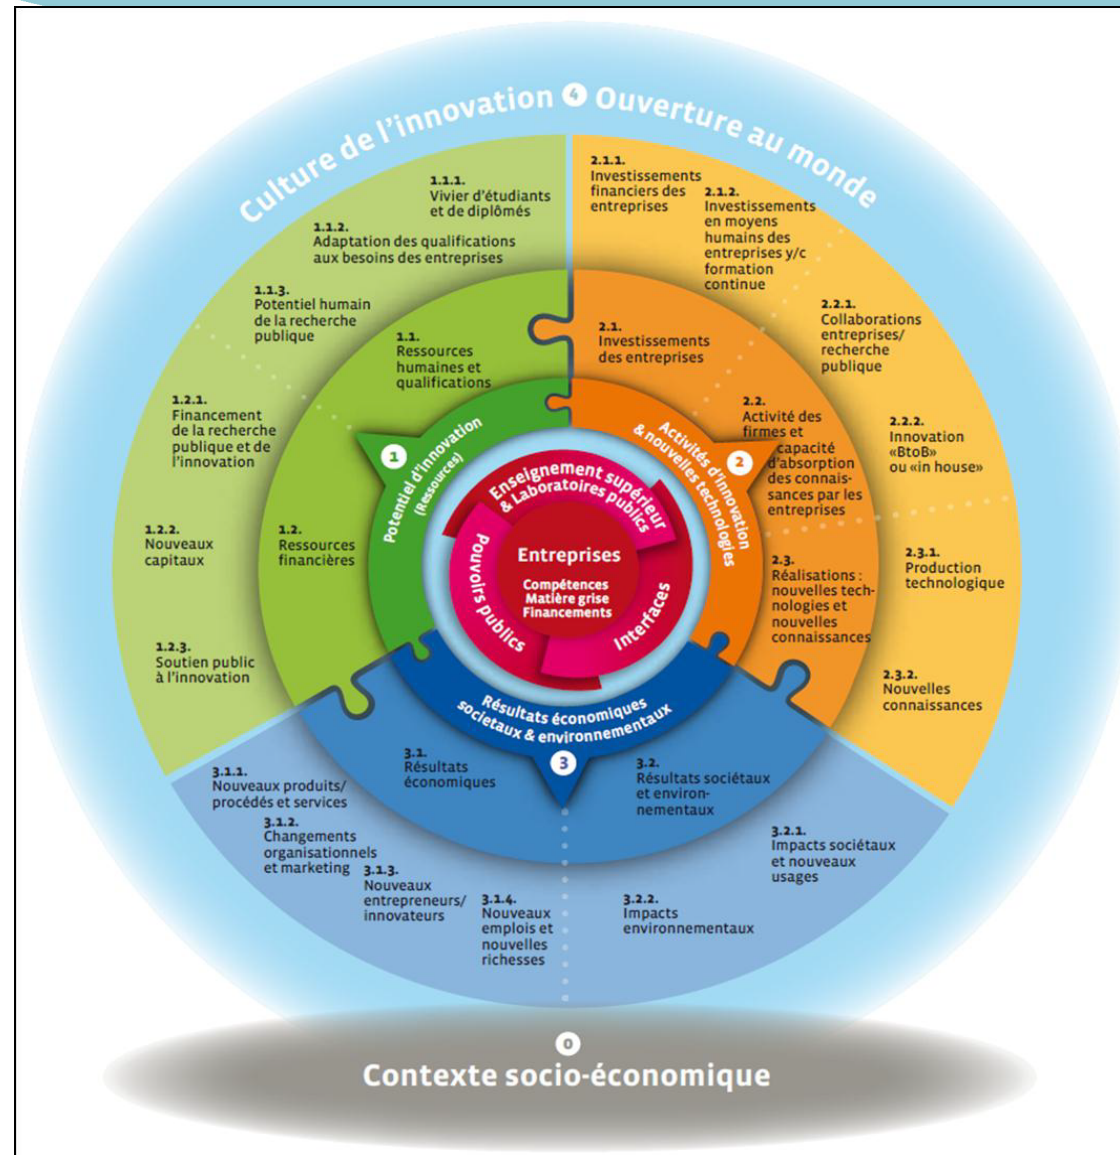 Culture de l'innovation 4 Ouverture au monde
1.1.1.
Vivier d'étudiants
et de diplômés
1.1.2.
Adaptation des qualifications
aux besoins des entreprises
1.1.3.
Potentiel humain
de la recherche
publique
1.2.1.
Financement
de la recherche
publique et de
l'innovation
1.2.2.
Nouveaux
capitaux
1.2.3.
Soutien public
à l'innovation
1.1.
Ressources
humaines et
qualifications
1.2.
Ressources
financières
1
Potentiel d'innovation
(Ressources)
2.1.1.
Investissements
financiers des
entreprises
2.1.2.
Investissements
en moyens
humains des
entreprises y/c
formation
continue
2.2.1.
Collaborations
entreprises/
recherche
publique
2.2.2.
Innovation
«BtoB»
ou «in house»
2.3.1.
Production
technologique
2.3.2.
Nouvelles
connaissances
2.1.
Investissements
des entreprises
2.2.
Activité des
firmes et
capacité
d'absorption
des connais-
sances par les
entreprises
2.3.
Réalisations :
nouvelles tech-
nologies et
nouvelles
connaissances
2
Activités d'innovation
& nouvelles technologies
Enseignement supérieur
& Laboratoires publics
Pouvoirs publics
Interfaces
Entreprises
Compétences
Matière grise
Financements
Résultats économiques
societaux & environnementaux
3
3.1.
Résultats
économiques
3.2.
Résultats sociétaux
et environ-
nementaux
3.1.1.
Nouveaux produits/
procédés et services
3.1.2.
Changements
organisationnels
et marketing
3.1.3.
Nouveaux
entrepreneurs/
innovateurs
3.1.4.
Nouveaux
emplois et
nouvelles
richesses
3.2.1.
Impacts sociétaux
et nouveaux
usages
3.2.2.
Impacts
environnementaux
0
Contexte socio-économique